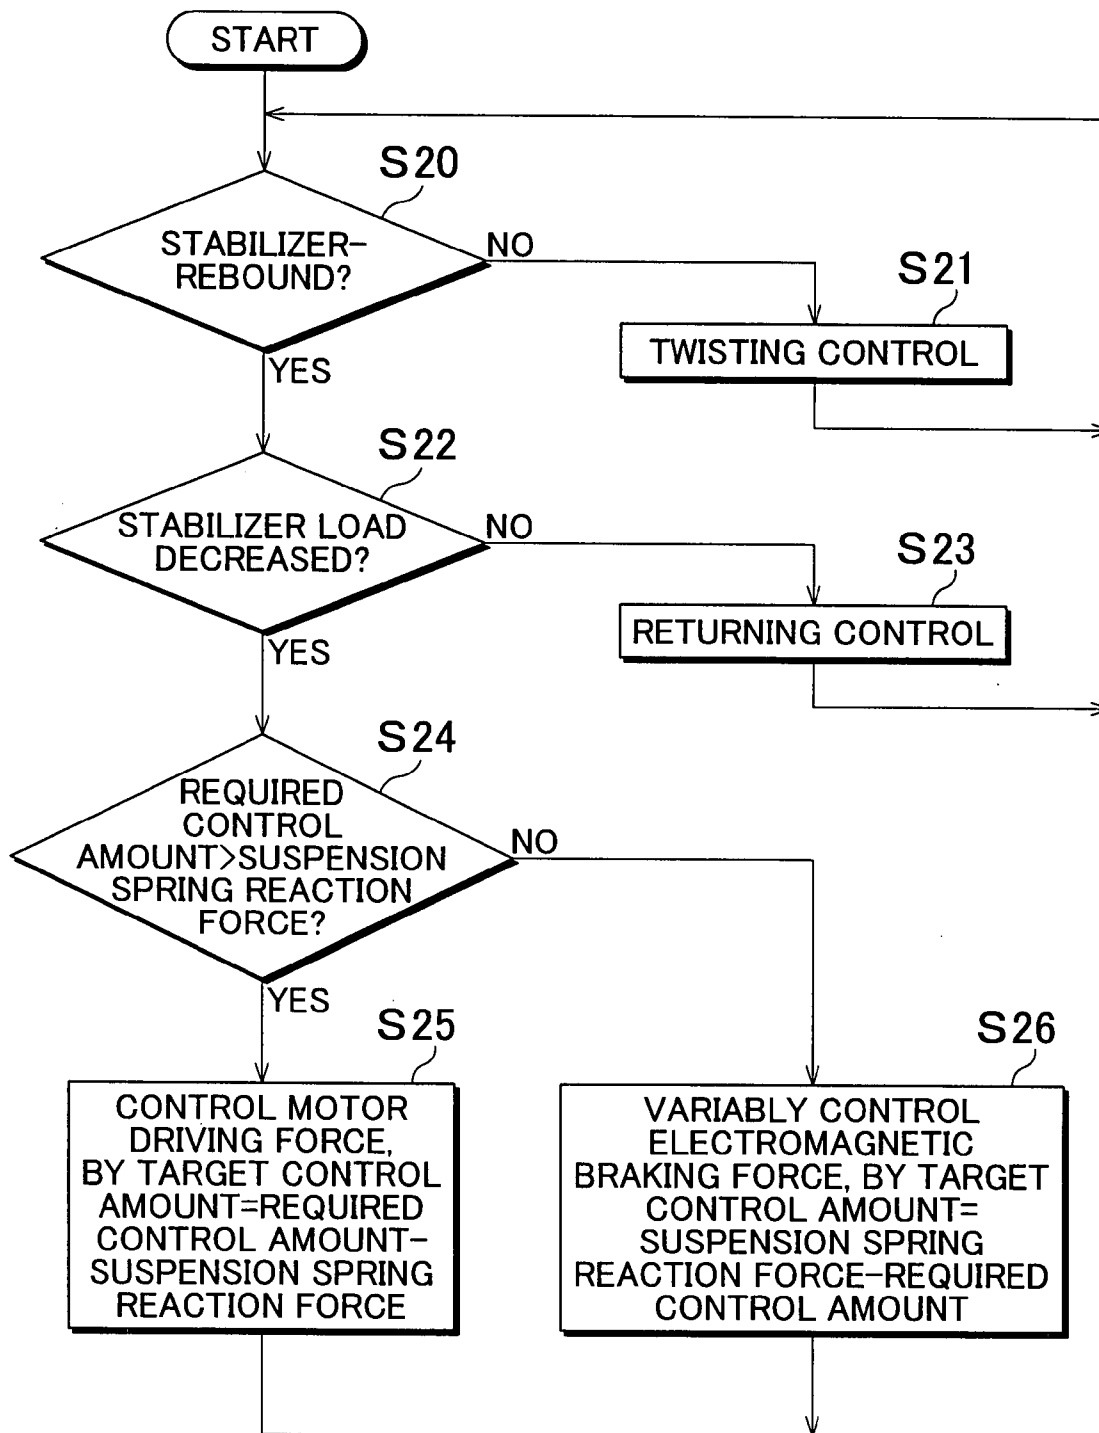 START
S20
STABILIZER-
REBOUND?
NO
YES
S21
TWISTING CONTROL
S22
STABILIZER LOAD
DECREASED?
NO
YES
S23
RETURNING CONTROL
S24
REQUIRED
CONTROL
AMOUNT>SUSPENSION
SPRING REACTION
FORCE?
NO
YES
S25
CONTROL MOTOR
DRIVING FORCE,
BY TARGET CONTROL
AMOUNT=REQUIRED
CONTROL AMOUNT-
SUSPENSION SPRING
REACTION FORCE
S26
VARIABLY CONTROL
ELECTROMAGNETIC
BRAKING FORCE, BY TARGET
CONTROL AMOUNT=
SUSPENSION SPRING
REACTION FORCE-REQUIRED
CONTROL AMOUNT